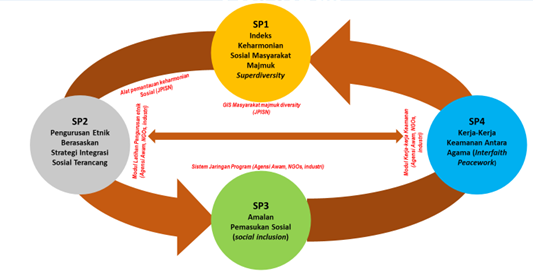 SP1
Indeks
Keharmonian
Sosial Masyarakat
Majmuk
Superdiversity
Alat pemantauan keharmonian
Sosial (JPISN)
GIS Masyarakat majmuk diversity
(JPISN)
SP2
Pengurusan Etnik
Berasaskan
Strategi Integrasi
Sosial Terancang
Modul Latihan Pengurusan etnik
(Agensi Awam, NGOs, industri)
Modul Kerja-kerja Keamanan
(Agensi Awam, NGOs,
industri)
SP4
Kerja-Kerja
Keamanan Antara
Agama (Interfaith
Peacework)
Sistem Jaringan Program (Agensi Awam, NGOs, industri)
SP3
Amalan
Pemasukan Sosial
(social inclusion)